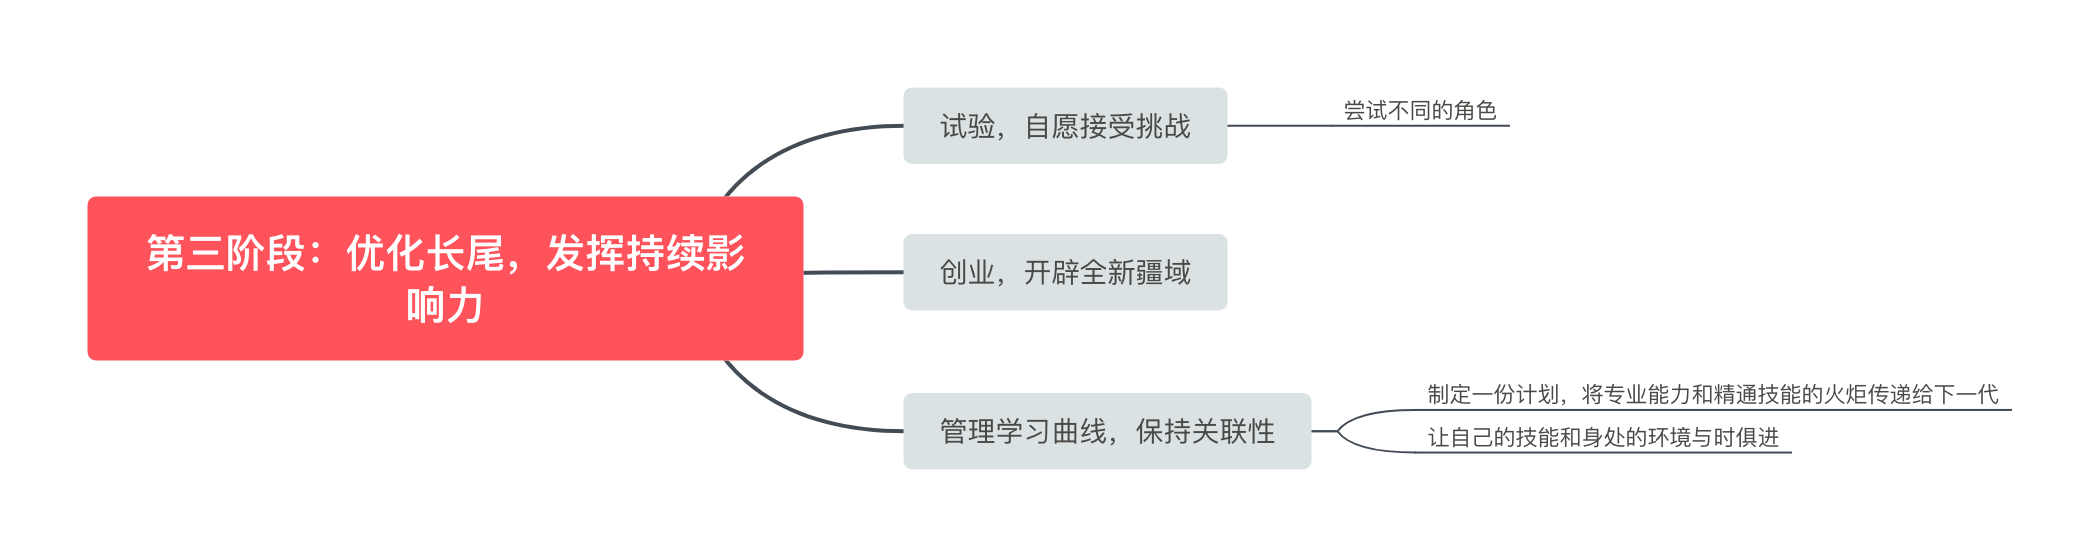 第三阶段：优化长尾，发挥持续影
响力
试验，自愿接受挑战
尝试不同的角色
创业，开辟全新疆域
管理学习曲线，保持关联性
制定一份计划，将专业能力和精通技能的火炬传递给下一代
让自己的技能和身处的环境与时俱进